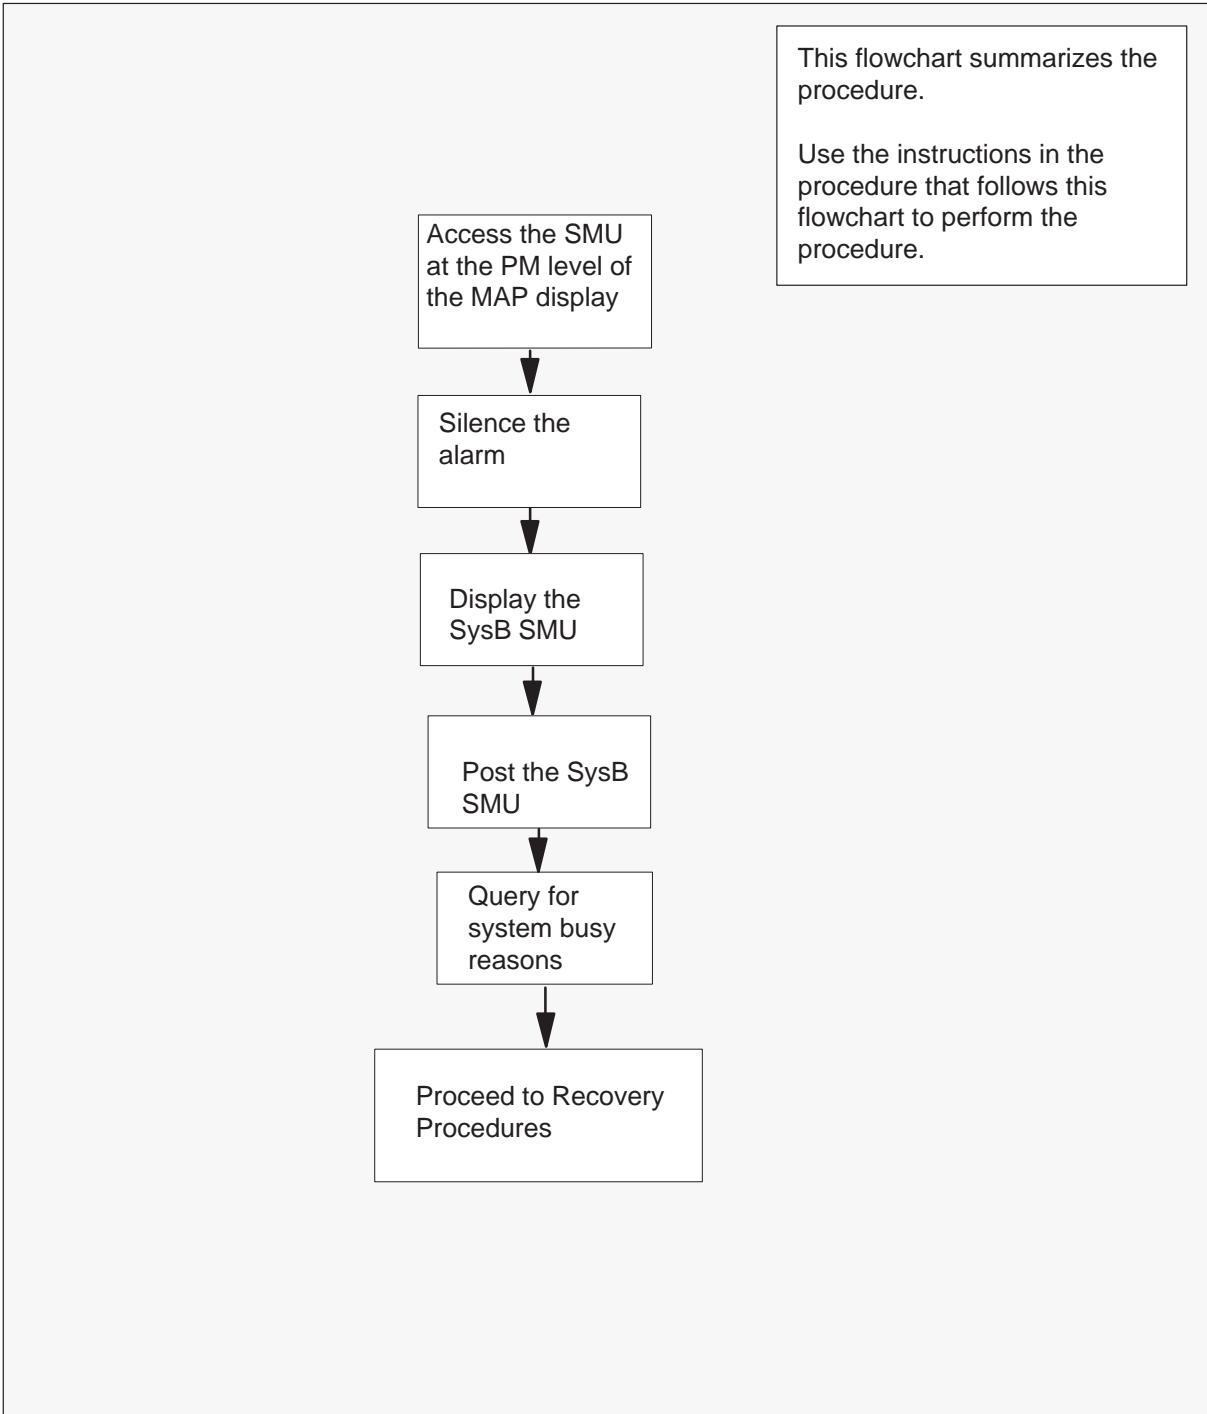 This flowchart summarizes the
procedure.
Use the instructions in the
procedure that follows this
flowchart to perform the
procedure.
Access the SMU
at the PM level of
the MAP display
Silence the
alarm
Display the
SysB SMU
Post the SysB
SMU
Query for
system busy
reasons
Proceed to Recovery
Procedures